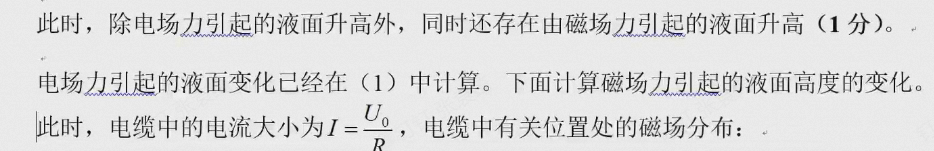 此时，除电场力引起的液面升高外，同时还存在由磁场力引起的液面升高（1 分）。
电场力引起的液面变化已经在（1）中计算。下面计算磁场力引起的液面高度的变化。
此时，电缆中的电流大小为 I = U₀/R ，电缆中有关位置处的磁场分布：